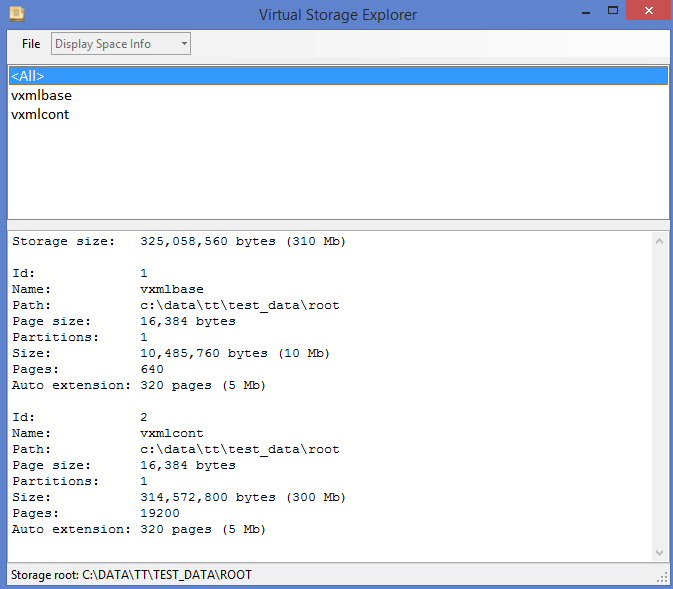 Virtual Storage Explorer
File Display Space Info
<All>
vxmlbase
vxmlcont
Storage size: 325,058,560 bytes (310 Mb)
Id: 1
Name: vxmlbase
Path: c:\data\tt\test_data\root
Page size: 16,384 bytes
Partitions: 1
Size: 10,485,760 bytes (10 Mb)
Pages: 640
Auto extension: 320 pages (5 Mb)
Id: 2
Name: vxmlcont
Path: c:\data\tt\test_data\root
Page size: 16,384 bytes
Partitions: 1
Size: 314,572,800 bytes (300 Mb)
Pages: 19200
Auto extension: 320 pages (5 Mb)
Storage root: C:\DATA\TT\TEST_DATA\ROOT